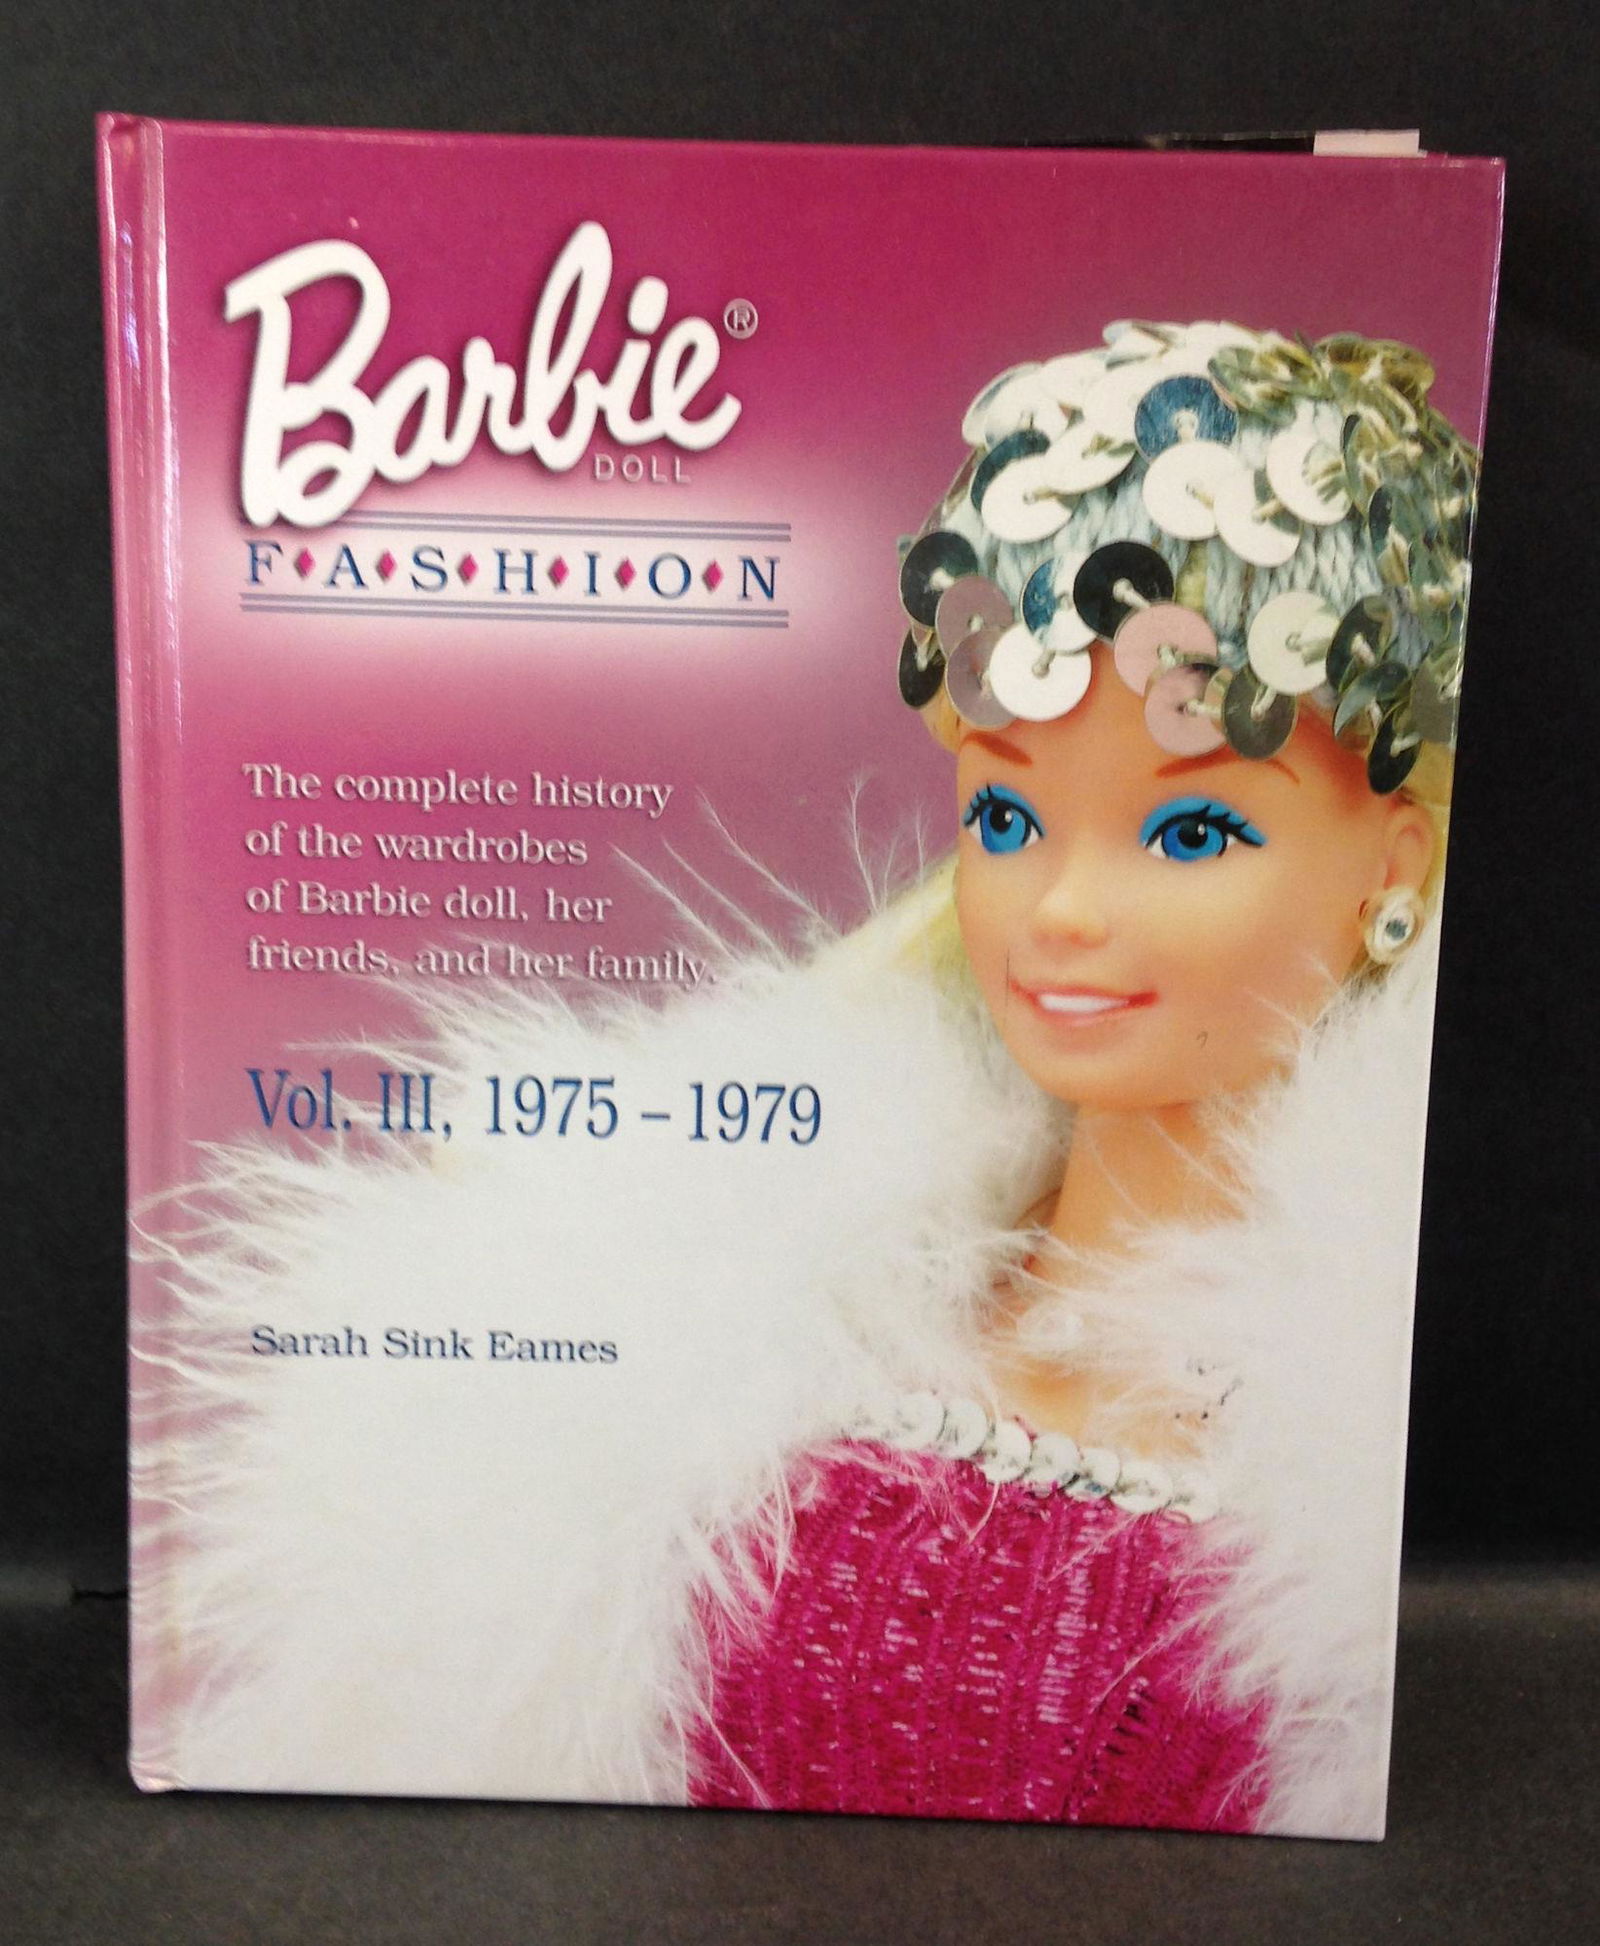 Barbie®
DOLL
F♦A♦S♦H♦I♦O♦N
The complete history
of the wardrobes
of Barbie doll, her
friends, and her family.
Vol. III, 1975 – 1979
Sarah Sink Eames